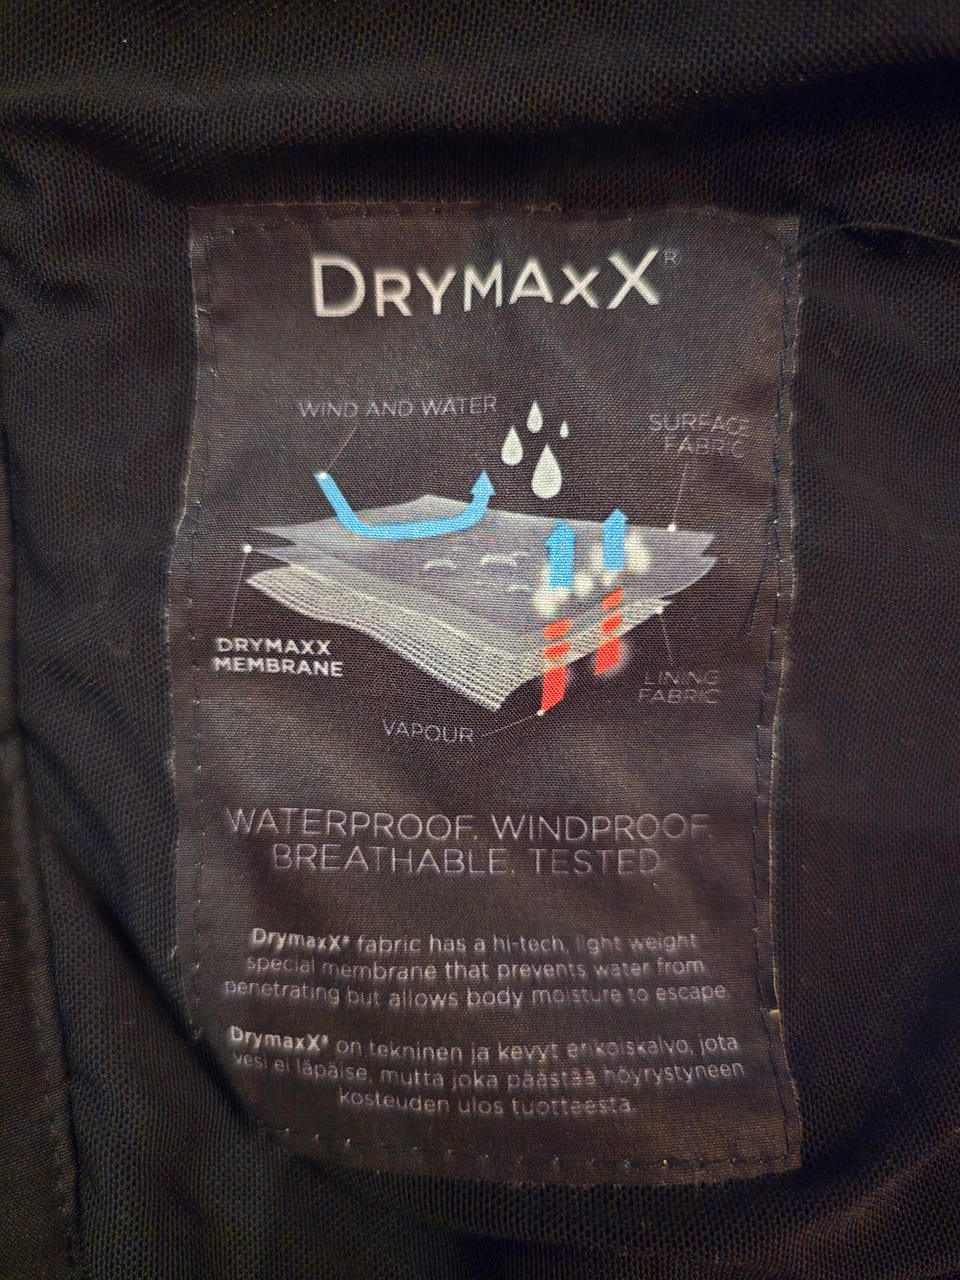 DRYMAXX®
WIND AND WATER
SURFACE
FABRIC
DRYMAXX
MEMBRANE
LINING
FABRIC
VAPOUR
WATERPROOF. WINDPROOF.
BREATHABLE. TESTED
DrymaxX® fabric has a hi-tech, light weight
special membrane that prevents water from
penetrating but allows body moisture to escape
DrymaxX® on tekninen ja kevyt erikoiskalvo, jota
vesi ei läpäise, mutta joka päästää höyrystyneen
kosteuden ulos tuotteesta.